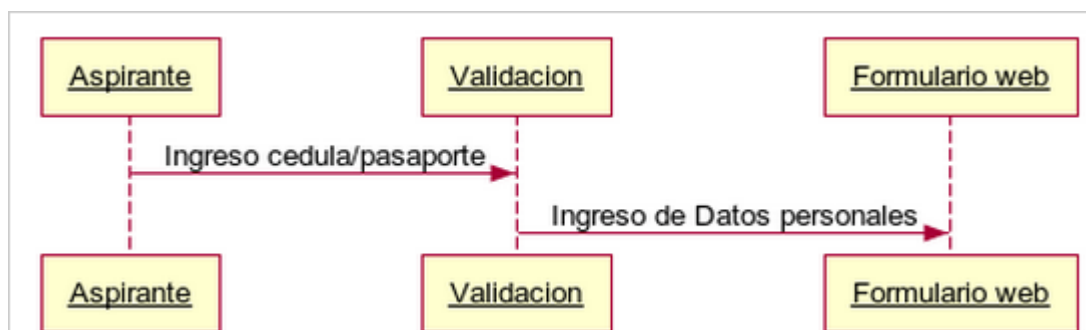 Aspirante
Validacion
Formulario web
Ingreso cedula/pasaporte
Ingreso de Datos personales
Aspirante
Validacion
Formulario web